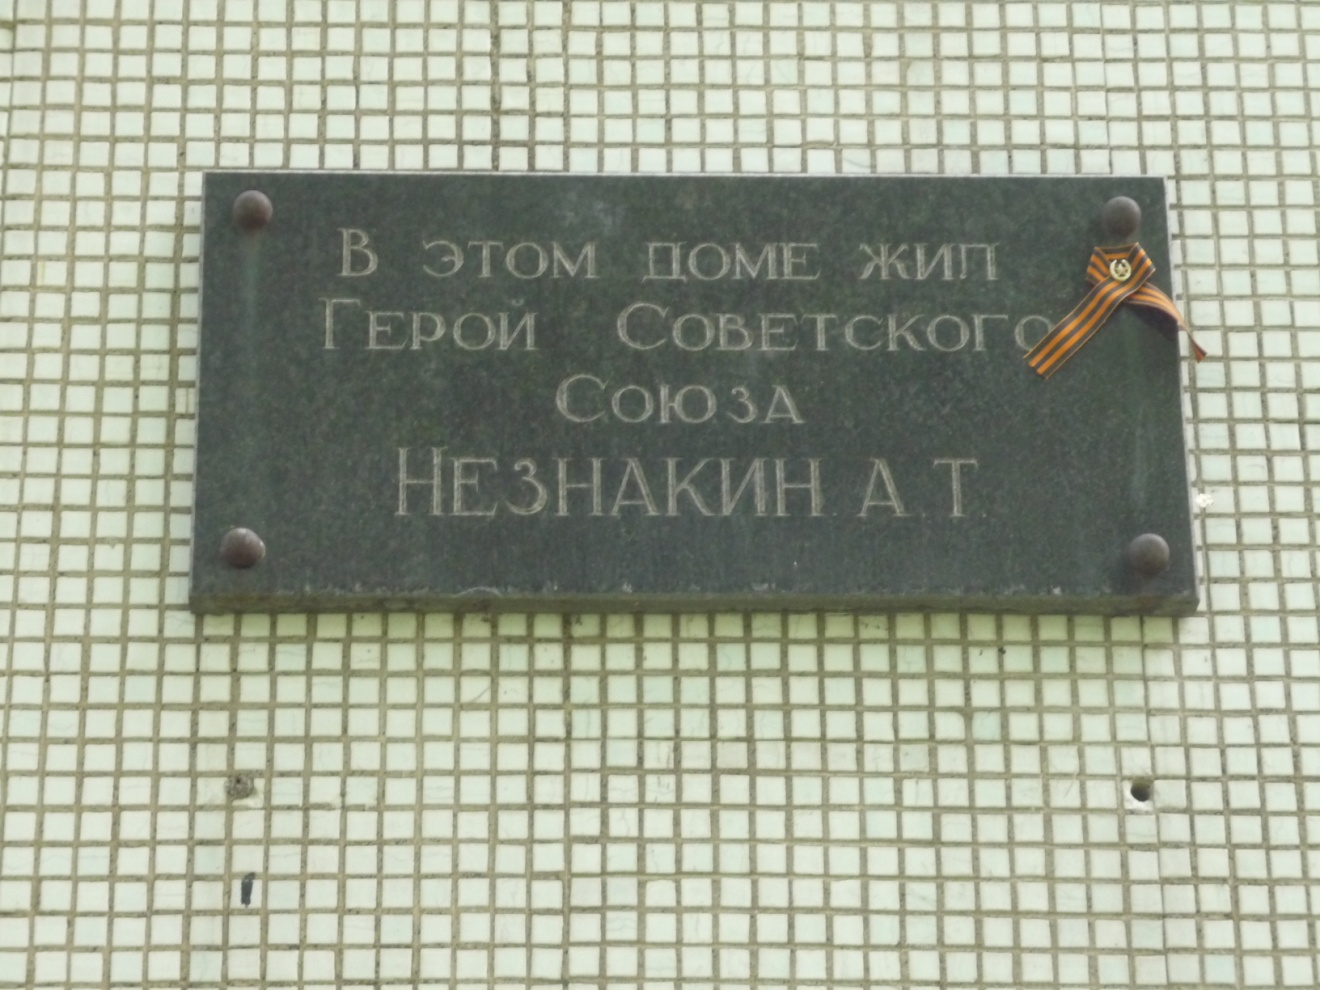 В ЭТОМ ДОМЕ ЖИЛ
ГЕРОЙ СОВЕТСКОГО
СОЮЗА
НЕЗНАКИН А Т